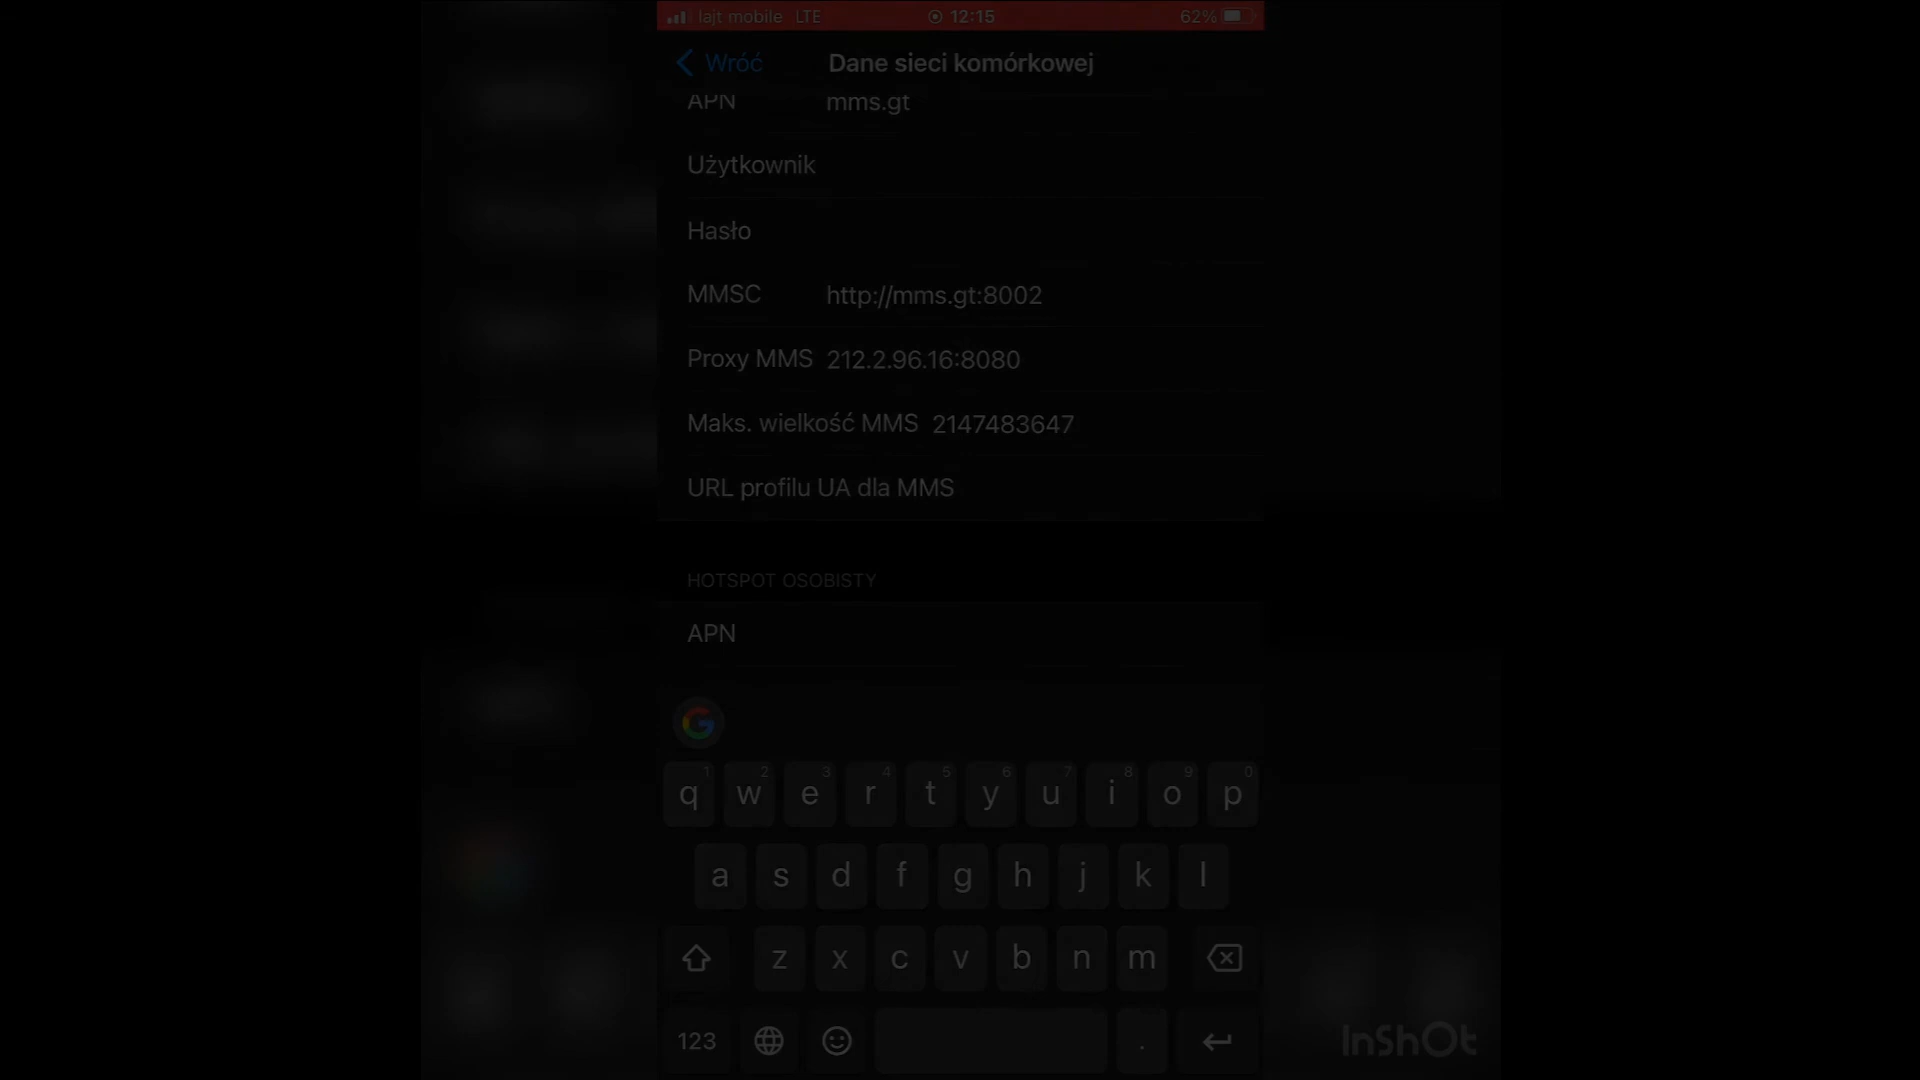 lajt mobile LTE 12:15 62%
Wróć Dane sieci komórkowej
APN mms.gt
Użytkownik
Hasło
MMSC http://mms.gt:8002
Proxy MMS 212.2.96.16:8080
Maks. wielkość MMS 2147483647
URL profilu UA dla MMS
HOTSPOT OSOBISTY
APN
1 2 3 4 5 6 7 8 9 0
q w e r t y u i o p
a s d f g h j k l
z x c v b n m
123 .
InShOt